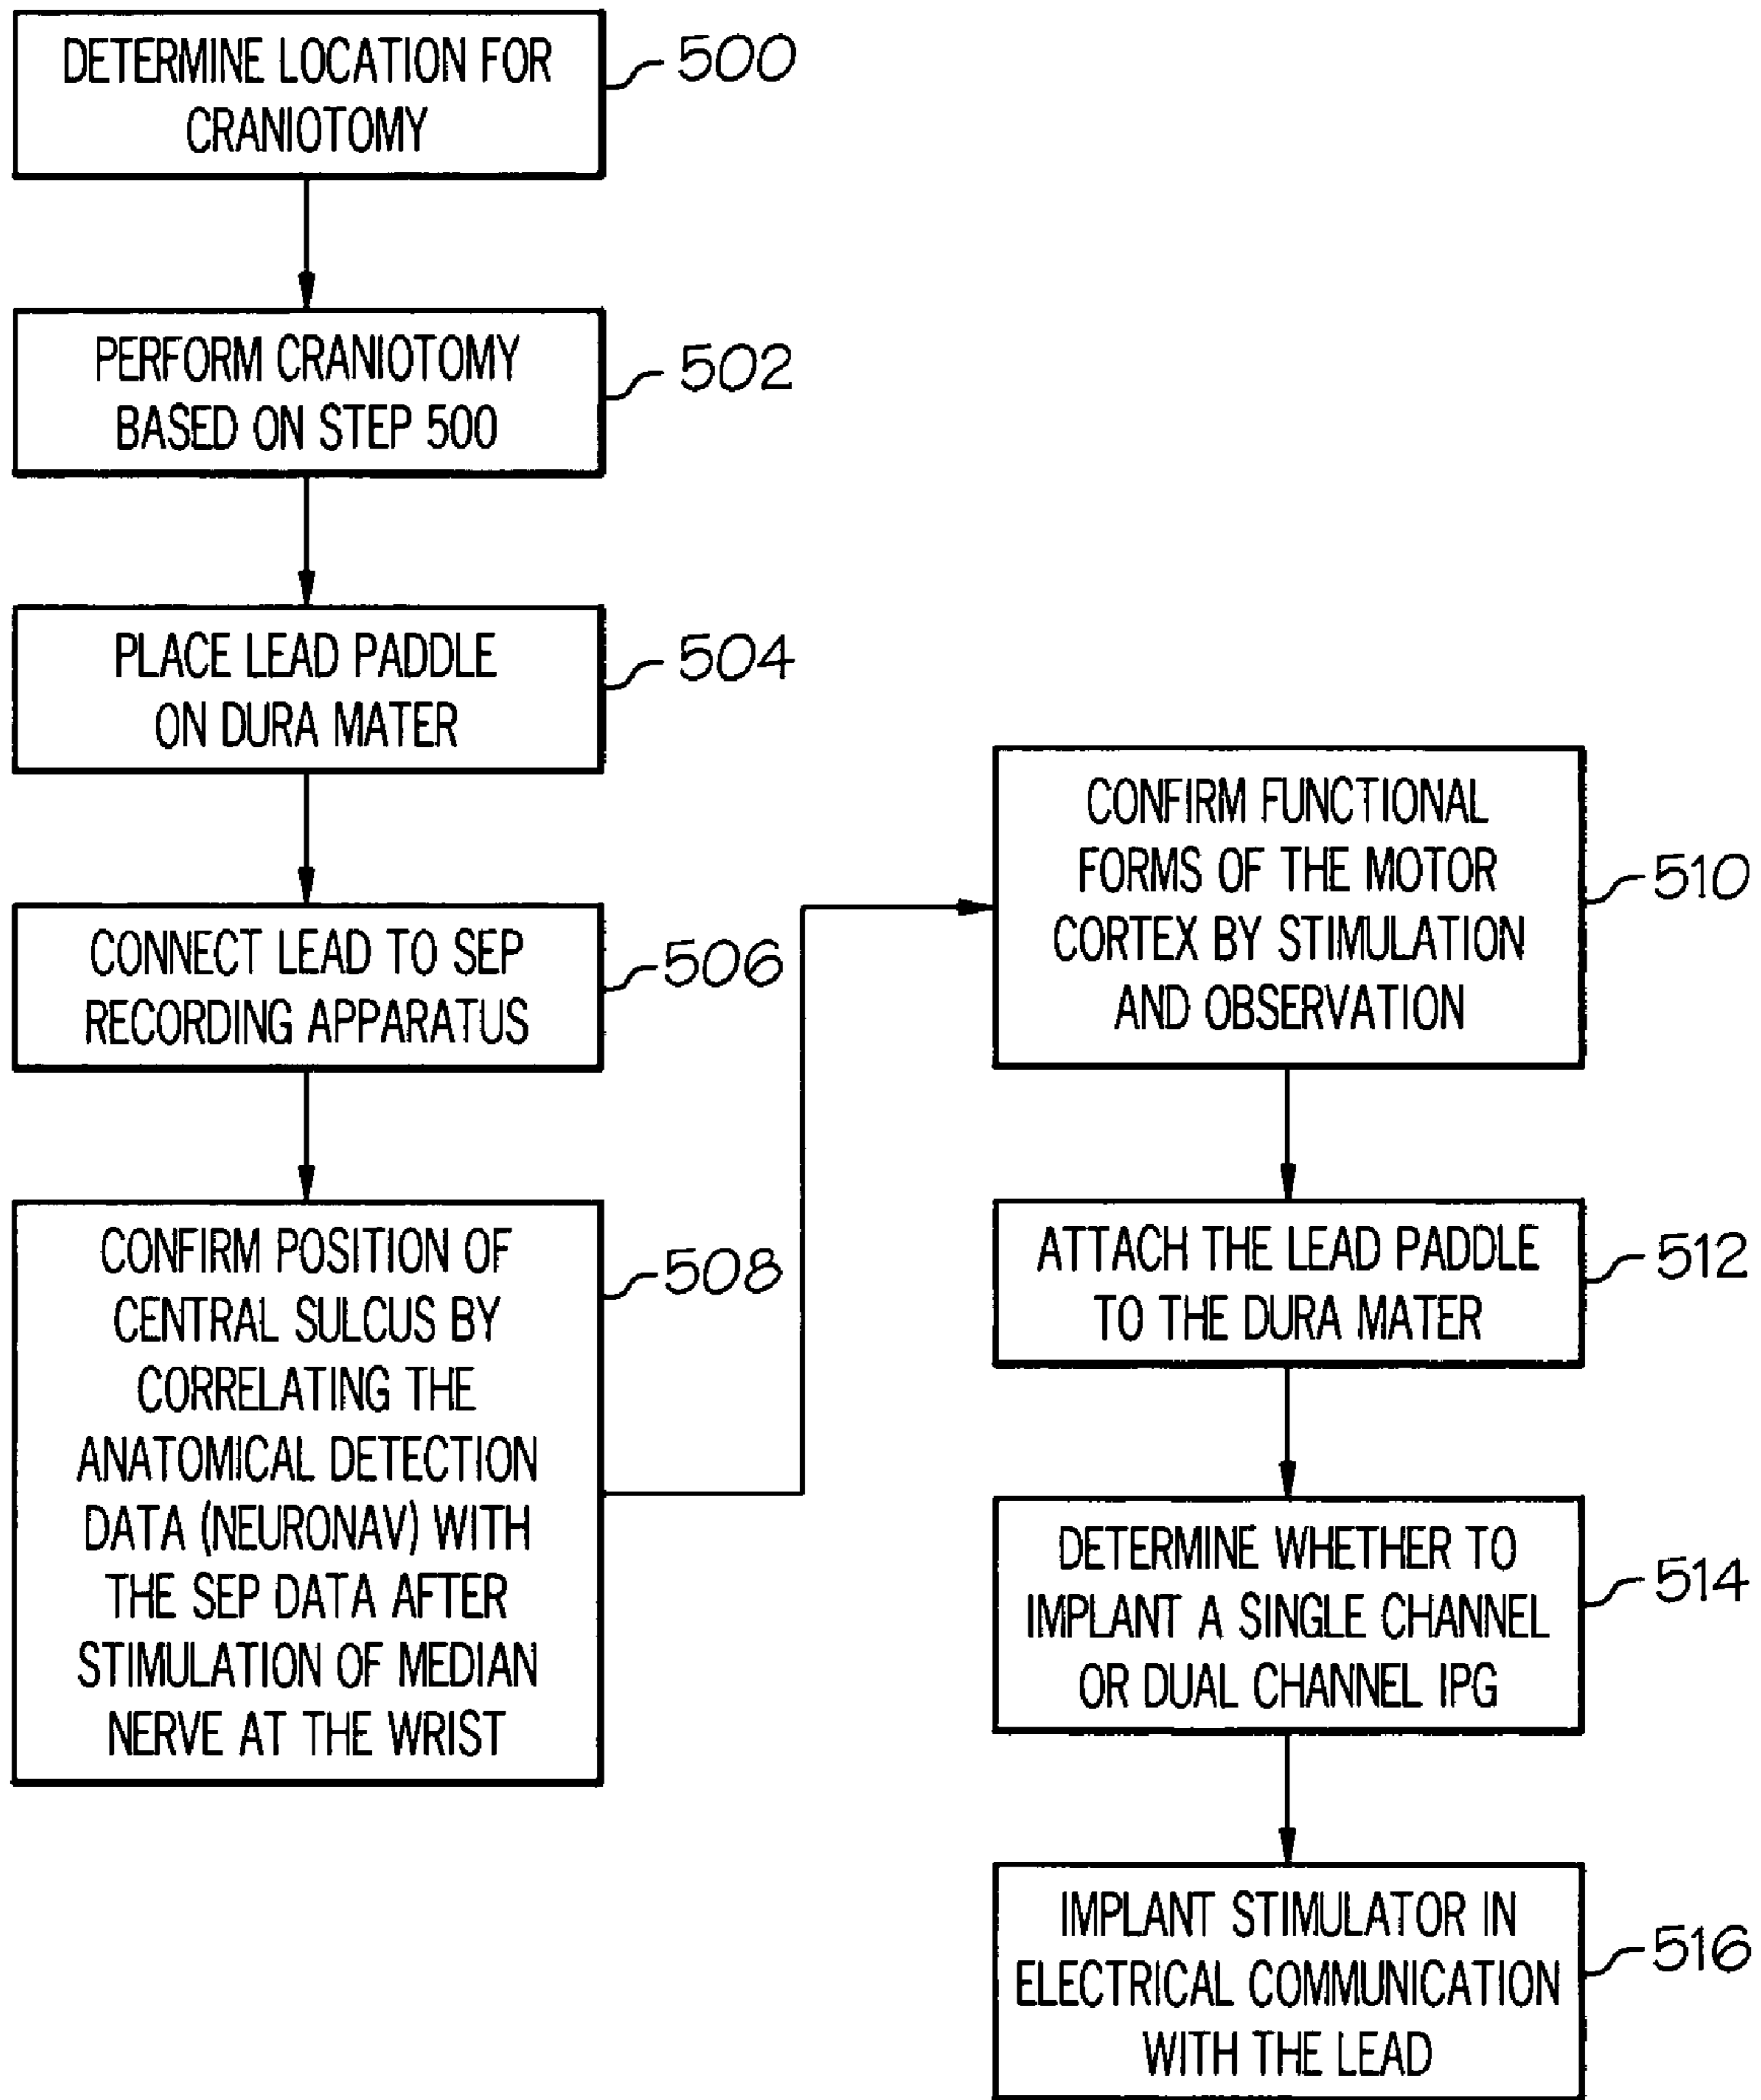 DETERMINE LOCATION FOR
CRANIOTOMY
500
PERFORM CRANIOTOMY
BASED ON STEP 500
502
PLACE LEAD PADDLE
ON DURA MATER
504
CONNECT LEAD TO SEP
RECORDING APPARATUS
506
CONFIRM POSITION OF
CENTRAL SULCUS BY
CORRELATING THE
ANATOMICAL DETECTION
DATA (NEURONAV) WITH
THE SEP DATA AFTER
STIMULATION OF MEDIAN
NERVE AT THE WRIST
508
CONFIRM FUNCTIONAL
FORMS OF THE MOTOR
CORTEX BY STIMULATION
AND OBSERVATION
510
ATTACH THE LEAD PADDLE
TO THE DURA MATER
512
DETERMINE WHETHER TO
IMPLANT A SINGLE CHANNEL
OR DUAL CHANNEL IPG
514
IMPLANT STIMULATOR IN
ELECTRICAL COMMUNICATION
WITH THE LEAD
516